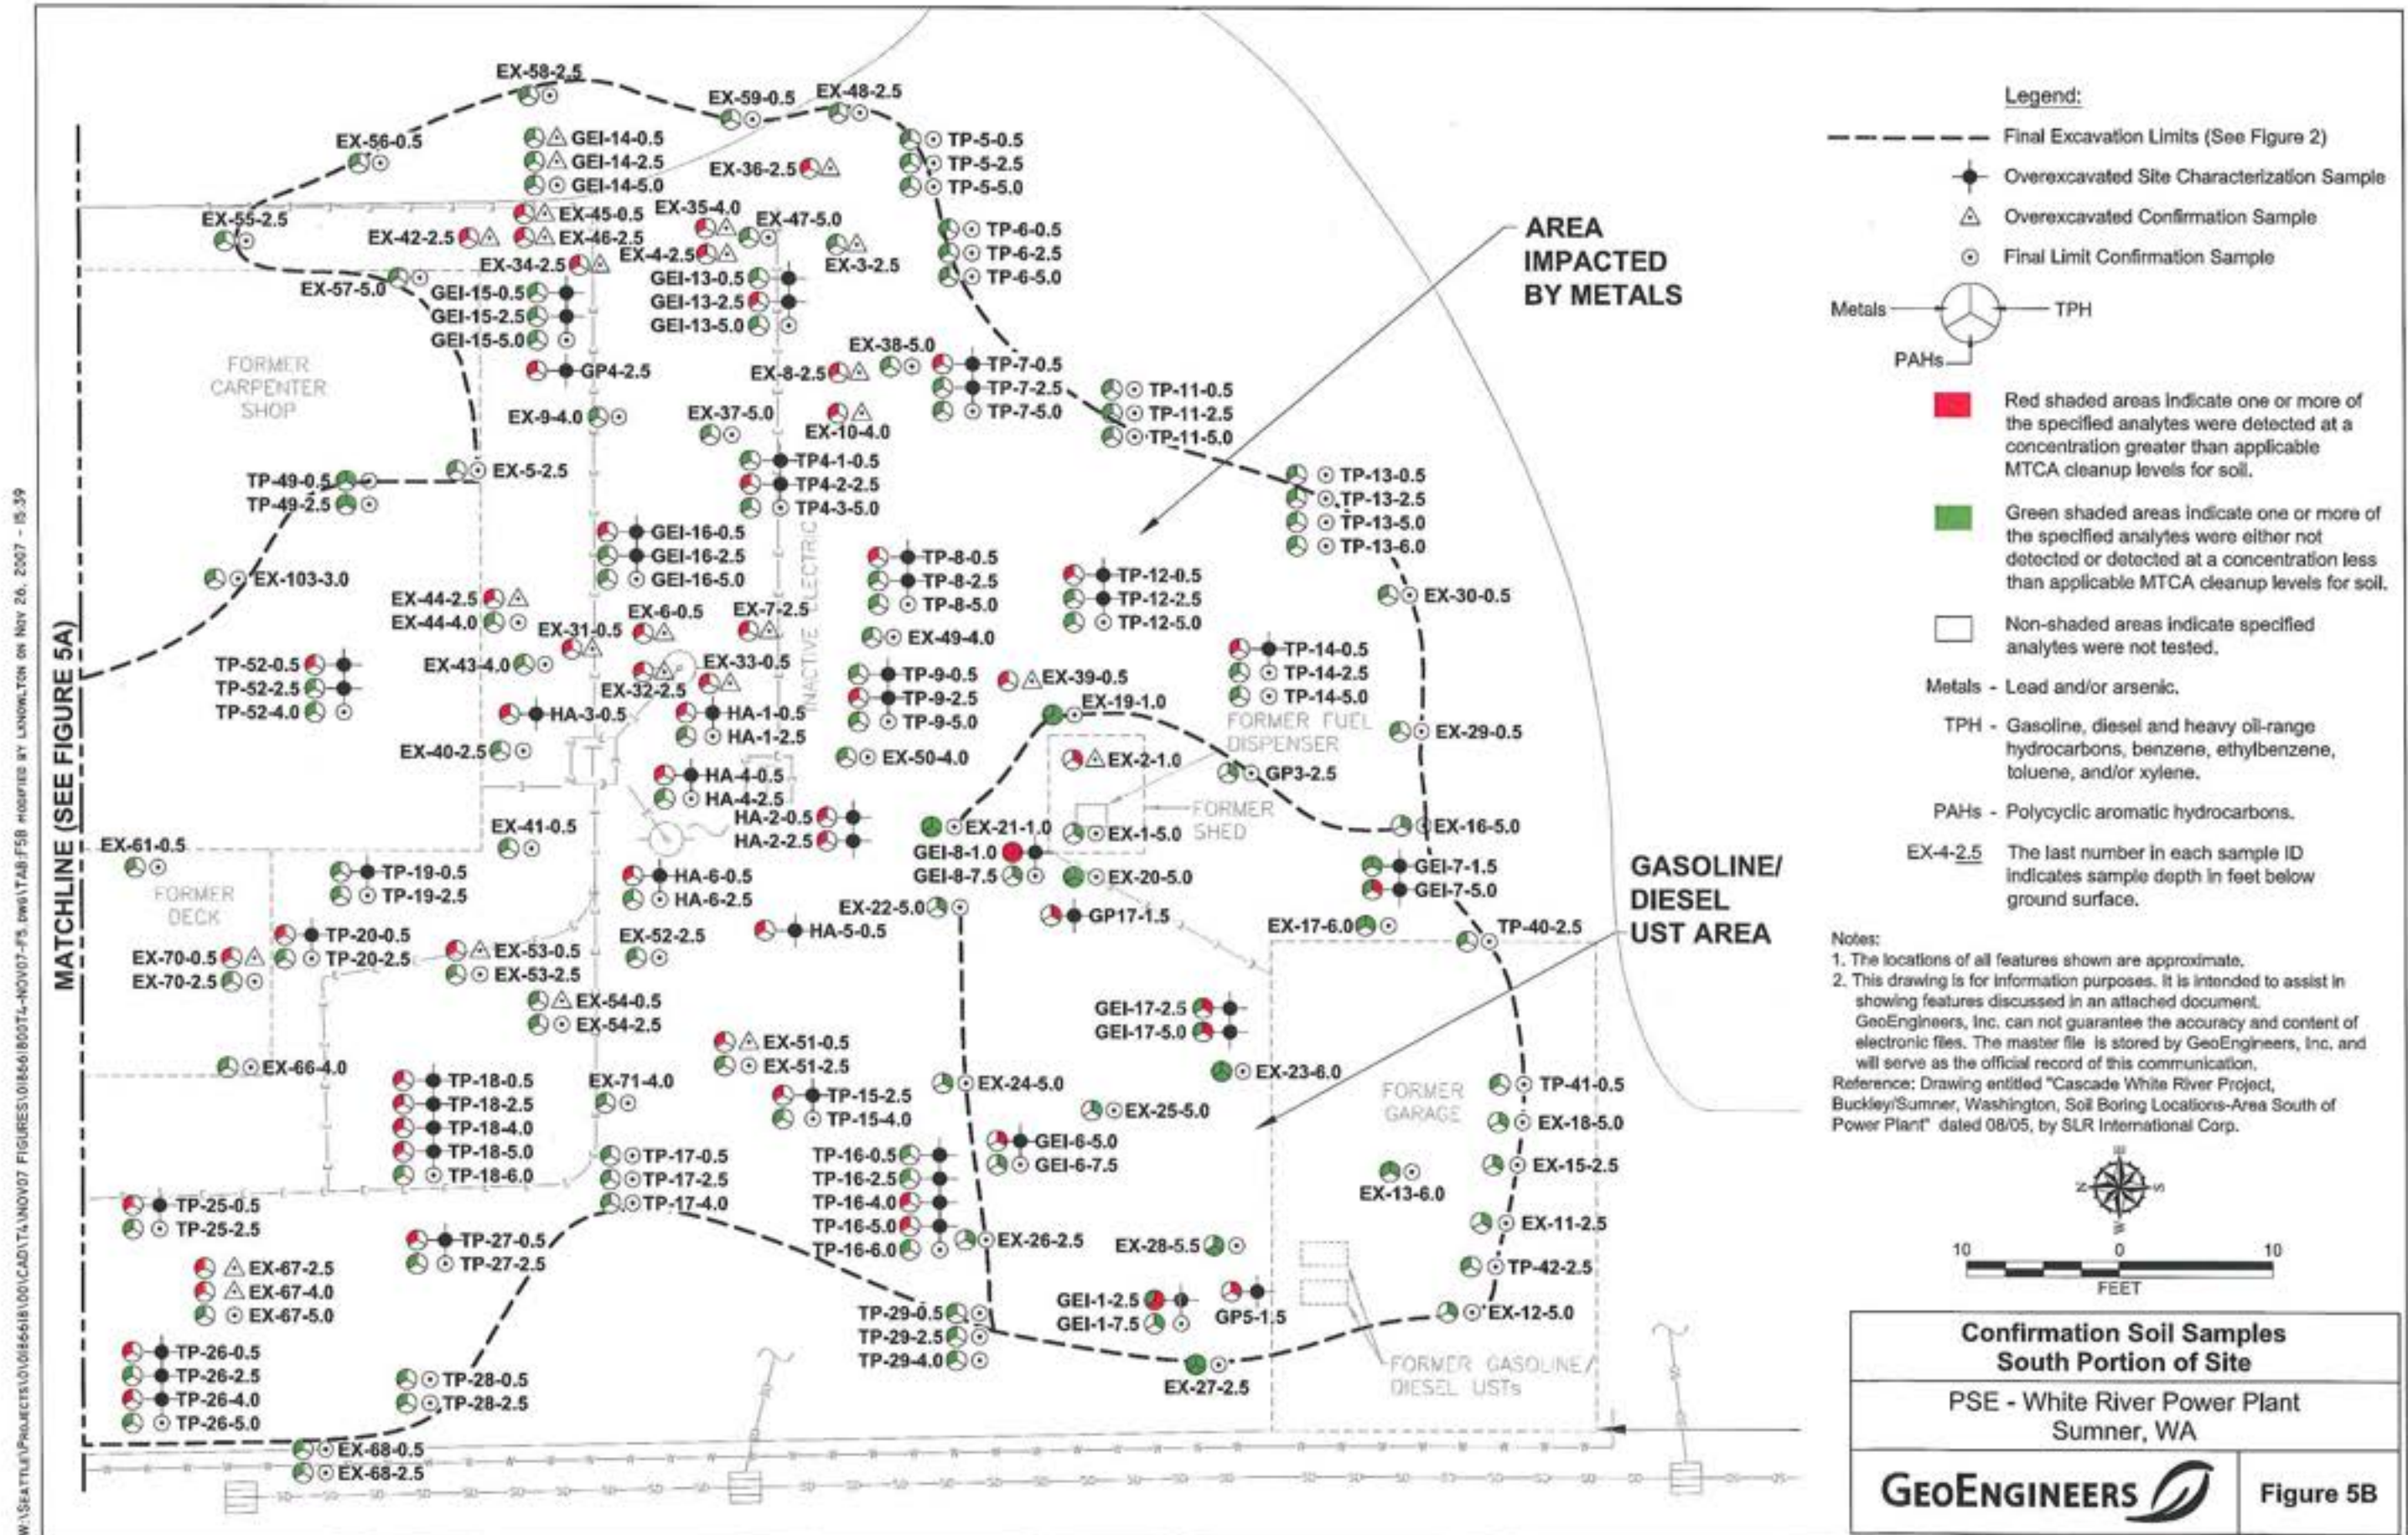 EX-58-2.5
EX-59-0.5
EX-48-2.5
EX-56-0.5
GEI-14-0.5
GEI-14-2.5
GEI-14-5.0
EX-36-2.5
TP-5-0.5
TP-5-2.5
TP-5-5.0
EX-55-2.5
EX-42-2.5
EX-45-0.5
EX-46-2.5
EX-35-4.0
EX-47-5.0
EX-4-2.5
EX-3-2.5
TP-6-0.5
TP-6-2.5
TP-6-5.0
EX-34-2.5
EX-57-5.0
GEI-15-0.5
GEI-15-2.5
GEI-15-5.0
GEI-13-0.5
GEI-13-2.5
GEI-13-5.0
GP4-2.5
FORMER
CARPENTER
SHOP
EX-38-5.0
EX-8-2.5
TP-7-0.5
TP-7-2.5
TP-7-5.0
EX-9-4.0
EX-37-5.0
EX-10-4.0
TP-11-0.5
TP-11-2.5
TP-11-5.0
AREA
IMPACTED
BY METALS
EX-5-2.5
TP-49-0.5
TP-49-2.5
TP4-1-0.5
TP4-2-2.5
TP4-3-5.0
TP-13-0.5
TP-13-2.5
TP-13-5.0
TP-13-6.0
GEI-16-0.5
GEI-16-2.5
GEI-16-5.0
INACTIVE ELECTRIC
EX-103-3.0
TP-8-0.5
TP-8-2.5
TP-8-5.0
TP-12-0.5
TP-12-2.5
TP-12-5.0
EX-30-0.5
EX-44-2.5
EX-44-4.0
EX-31-0.5
EX-6-0.5
EX-7-2.5
EX-49-4.0
EX-43-4.0
EX-33-0.5
EX-32-2.5
TP-52-0.5
TP-52-2.5
TP-52-4.0
TP-14-0.5
TP-14-2.5
TP-14-5.0
TP-9-0.5
TP-9-2.5
TP-9-5.0
EX-39-0.5
EX-19-1.0
HA-3-0.5
HA-1-0.5
HA-1-2.5
FORMER FUEL
DISPENSER
EX-29-0.5
EX-40-2.5
EX-50-4.0
EX-2-1.0
GP3-2.5
HA-4-0.5
HA-4-2.5
HA-2-0.5
HA-2-2.5
FORMER
SHED
EX-21-1.0
EX-1-5.0
EX-16-5.0
EX-61-0.5
EX-41-0.5
GEI-8-1.0
GEI-8-7.5
EX-20-5.0
GEI-7-1.5
GEI-7-5.0
FORMER
DECK
TP-19-0.5
TP-19-2.5
HA-6-0.5
HA-6-2.5
EX-22-5.0
GP17-1.5
HA-5-0.5
EX-17-6.0
TP-40-2.5
GASOLINE/
DIESEL
UST AREA
TP-20-0.5
TP-20-2.5
EX-70-0.5
EX-70-2.5
EX-53-0.5
EX-53-2.5
EX-52-2.5
EX-54-0.5
EX-54-2.5
GEI-17-2.5
GEI-17-5.0
EX-51-0.5
EX-51-2.5
EX-66-4.0
EX-71-4.0
EX-24-5.0
EX-23-6.0
FORMER
GARAGE
TP-41-0.5
TP-18-0.5
TP-18-2.5
TP-18-4.0
TP-18-5.0
TP-18-6.0
TP-15-2.5
TP-15-4.0
EX-25-5.0
EX-18-5.0
GEI-6-5.0
GEI-6-7.5
TP-17-0.5
TP-17-2.5
TP-17-4.0
TP-16-0.5
TP-16-2.5
TP-16-4.0
TP-16-5.0
TP-16-6.0
EX-15-2.5
EX-13-6.0
TP-25-0.5
TP-25-2.5
TP-27-0.5
TP-27-2.5
EX-26-2.5
EX-28-5.5
EX-11-2.5
TP-42-2.5
EX-67-2.5
EX-67-4.0
EX-67-5.0
GEI-1-2.5
GEI-1-7.5
GP5-1.5
EX-12-5.0
TP-29-0.5
TP-29-2.5
TP-29-4.0
TP-26-0.5
TP-26-2.5
TP-26-4.0
TP-26-5.0
TP-28-0.5
TP-28-2.5
EX-27-2.5
FORMER GASOLINE/
DIESEL USTs
EX-68-0.5
EX-68-2.5
MATCHLINE (SEE FIGURE 5A)
Legend:
Final Excavation Limits (See Figure 2)
Overexcavated Site Characterization Sample
Overexcavated Confirmation Sample
Final Limit Confirmation Sample
Metals
TPH
PAHs
Red shaded areas indicate one or more of
the specified analytes were detected at a
concentration greater than applicable
MTCA cleanup levels for soil.
Green shaded areas indicate one or more of
the specified analytes were either not
detected or detected at a concentration less
than applicable MTCA cleanup levels for soil.
Non-shaded areas indicate specified
analytes were not tested.
Metals - Lead and/or arsenic.
TPH - Gasoline, diesel and heavy oil-range
hydrocarbons, benzene, ethylbenzene,
toluene, and/or xylene.
PAHs - Polycyclic aromatic hydrocarbons.
EX-4-2.5 The last number in each sample ID
indicates sample depth in feet below
ground surface.
Notes:
1. The locations of all features shown are approximate.
2. This drawing is for information purposes. It is intended to assist in
showing features discussed in an attached document.
GeoEngineers, Inc. can not guarantee the accuracy and content of
electronic files. The master file is stored by GeoEngineers, Inc. and
will serve as the official record of this communication.
Reference: Drawing entitled "Cascade White River Project,
Buckley/Sumner, Washington, Soil Boring Locations-Area South of
Power Plant" dated 08/05, by SLR International Corp.
N
E
S
W
10 0 10
FEET
Confirmation Soil Samples
South Portion of Site
PSE - White River Power Plant
Sumner, WA
GEOENGINEERS
Figure 5B